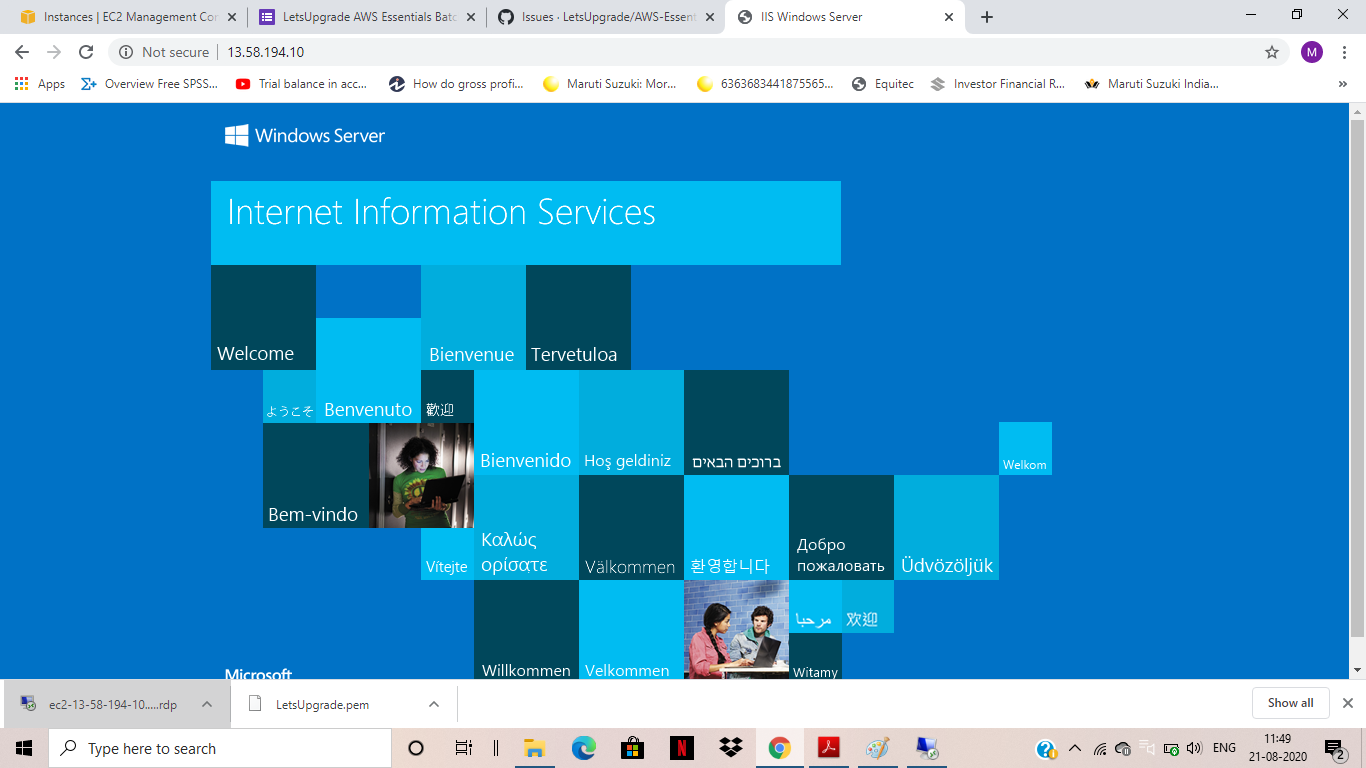 Instances | EC2 Management Con
LetsUpgrade AWS Essentials Batc
Issues · LetsUpgrade/AWS-Essent
IIS Windows Server
Not secure
13.58.194.10
M
Apps
Overview Free SPSS...
Trial balance in acc...
How do gross profi...
Maruti Suzuki: Mor...
6363683441875565...
Equitec
Investor Financial R...
Maruti Suzuki India...
Windows Server
Internet Information Services
Welcome
Bienvenue
Tervetuloa
ようこそ
Benvenuto
歡迎
Bienvenido
Hoş geldiniz
ברוכים הבאים
Welkom
Bem-vindo
Vítejte
Καλώς
ορίσατε
Välkommen
환영합니다
Добро
пожаловать
Üdvözöljük
Willkommen
Velkommen
مرحبا
欢迎
Witamy
Microsoft
ec2-13-58-194-10.....rdp
LetsUpgrade.pem
Show all
Type here to search
ENG
11:49
21-08-2020
2